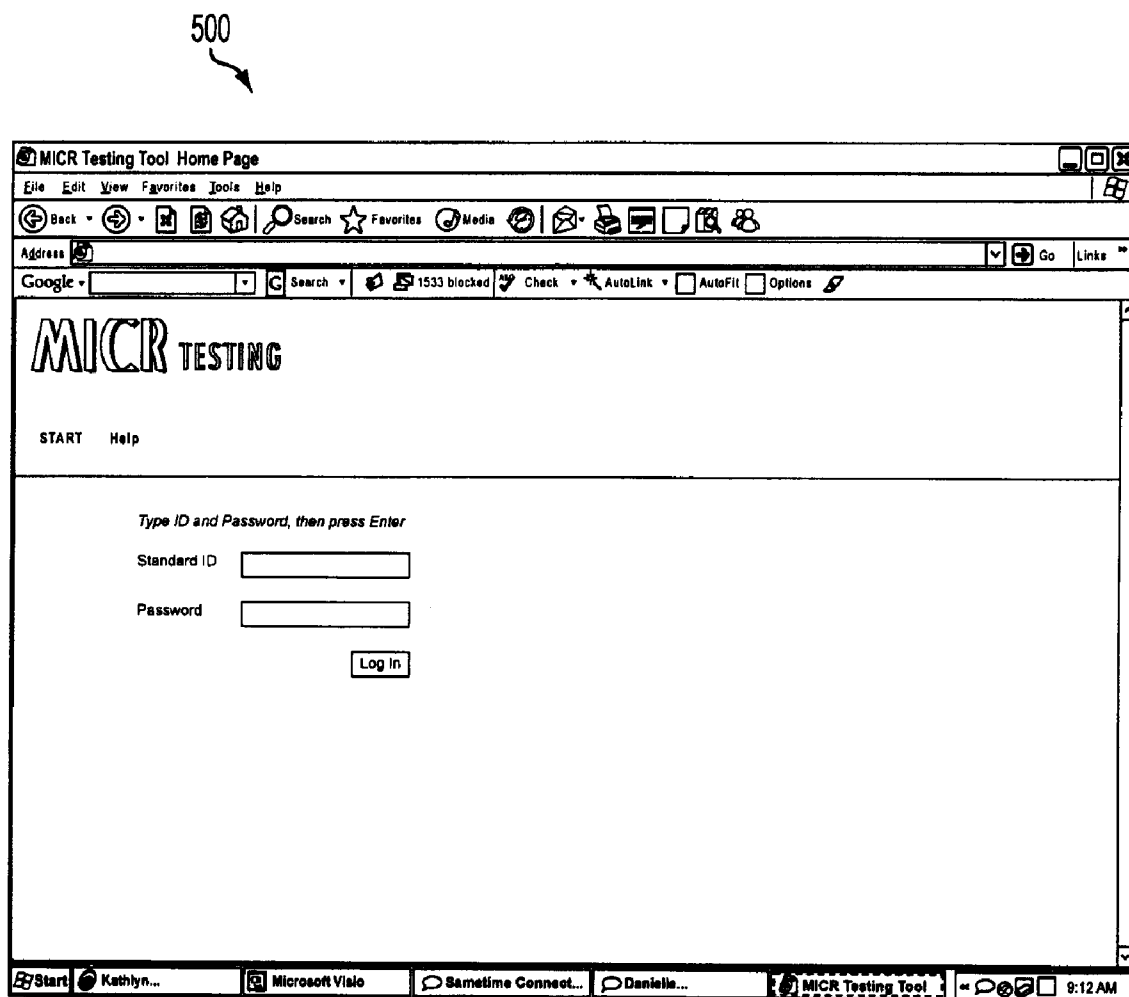 500
MICR Testing Tool Home Page
File Edit View Favorites Tools Help
Back Search Favorites Media
Address Go Links »
Google Search 1533 blocked ABC Check AutoLink AutoFit Options
MICR TESTING
START Help
Type ID and Password, then press Enter
Standard ID
Password
Log In
Start Kathlyn... Microsoft Visio Sametime Connect... Danielle... MICR Testing Tool « 9:12 AM